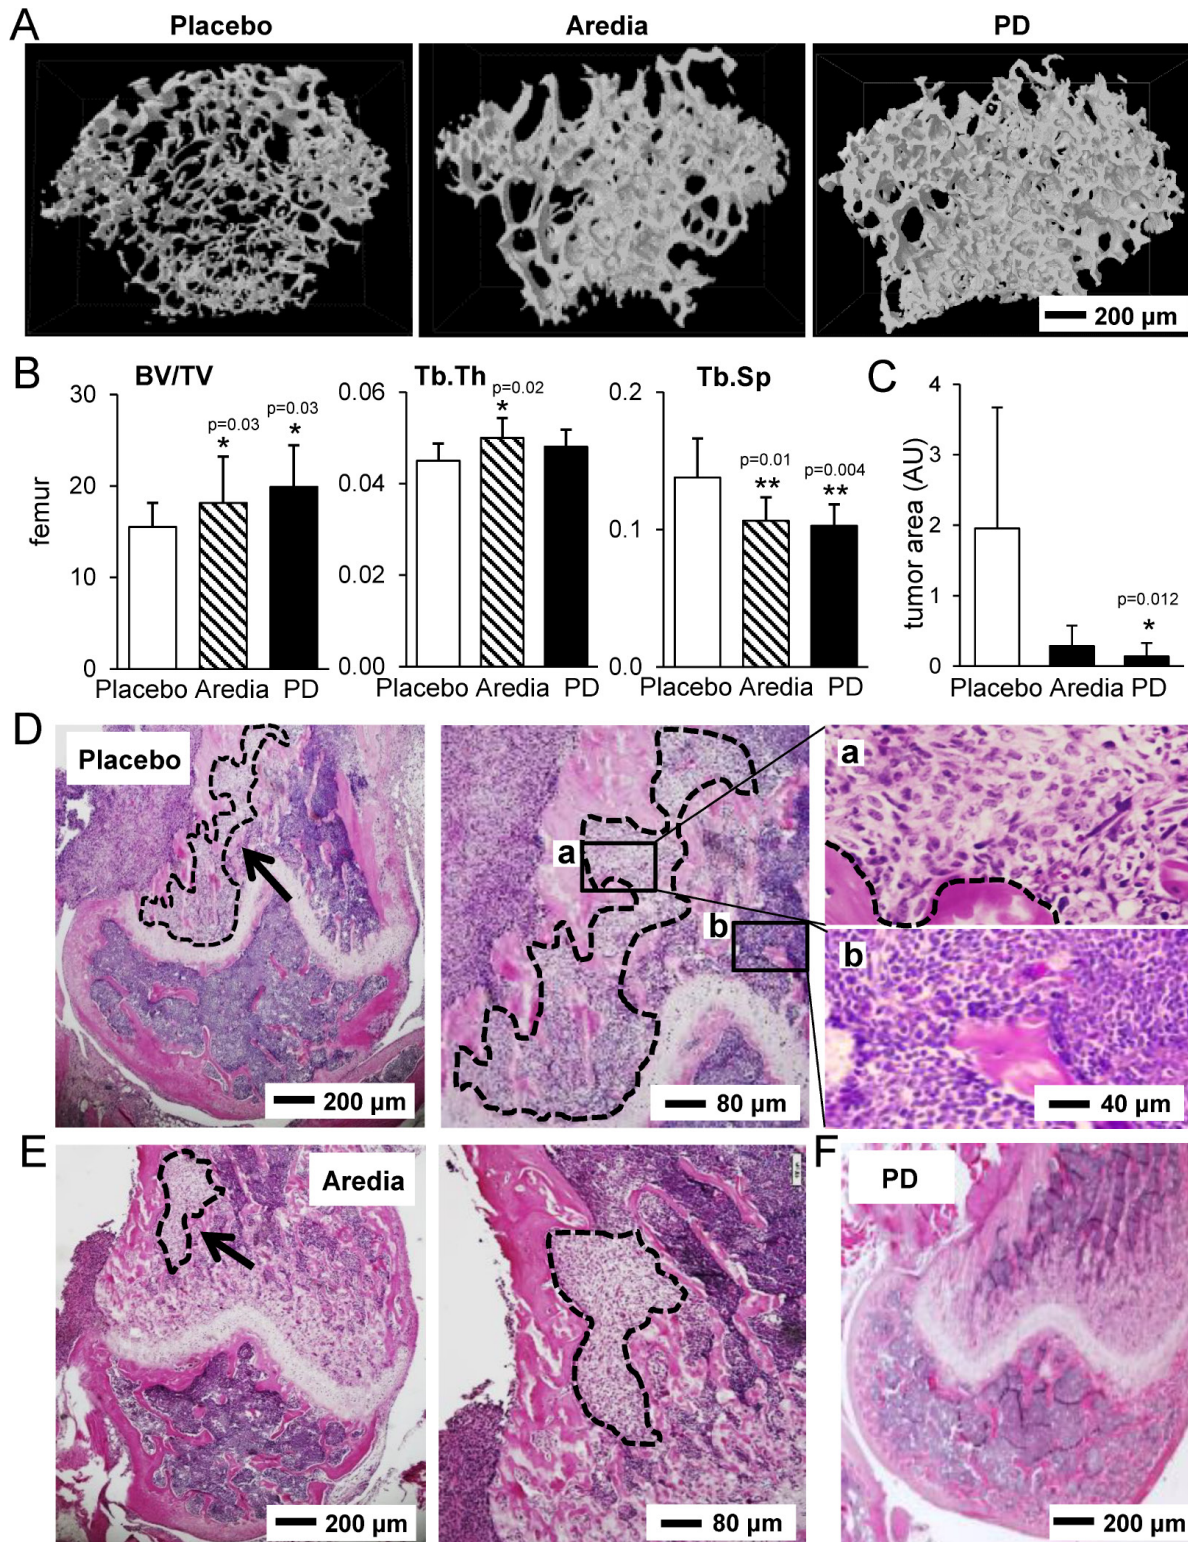 A
Placebo
Aredia
PD
200 µm
B
BV/TV
Tb.Th
Tb.Sp
C
femur
30
20
10
0
p=0.03
*
p=0.03
*
Placebo Aredia PD
0.06
0.04
0.02
0.00
p=0.02
*
Placebo Aredia PD
0.2
0.1
0.0
p=0.01
**
p=0.004
**
Placebo Aredia PD
tumor area (AU)
4
3
2
1
0
p=0.012
*
Placebo Aredia PD
D
Placebo
200 µm
a
b
80 µm
a
b
40 µm
E
Aredia
200 µm
80 µm
F
PD
200 µm